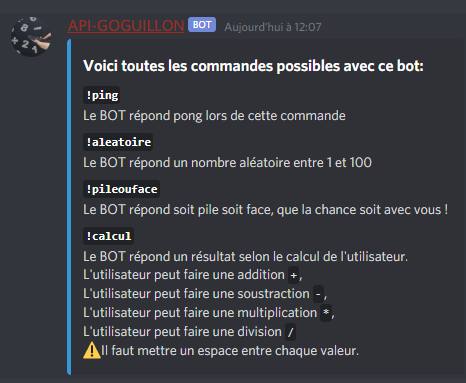 API-GOGUILLON BOT Aujourd'hui à 12:07
Voici toutes les commandes possibles avec ce bot:
!ping
Le BOT répond pong lors de cette commande
!aleatoire
Le BOT répond un nombre aléatoire entre 1 et 100
!pileouface
Le BOT répond soit pile soit face, que la chance soit avec vous !
!calcul
Le BOT répond un résultat selon le calcul de l'utilisateur.
L'utilisateur peut faire une addition +,
L'utilisateur peut faire une soustraction -,
L'utilisateur peut faire une multiplication *,
L'utilisateur peut faire une division /
⚠️Il faut mettre un espace entre chaque valeur.